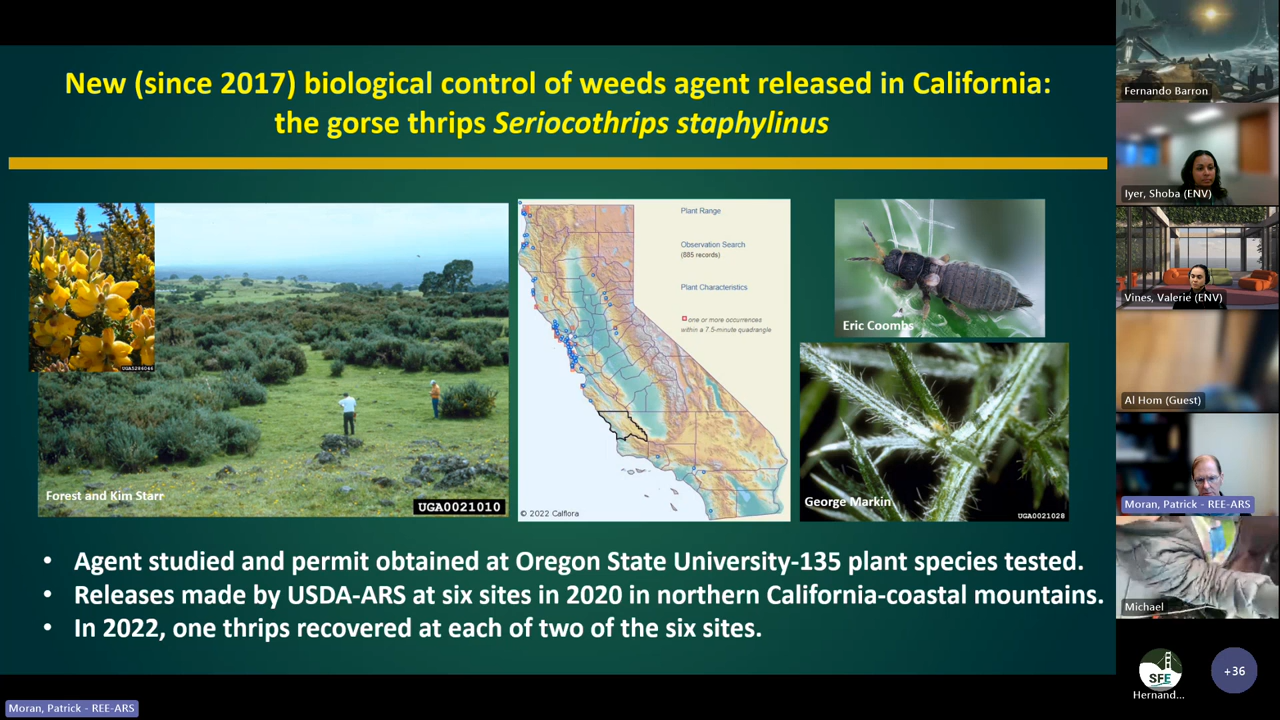 New (since 2017) biological control of weeds agent released in California:
the gorse thrips Seriocothrips staphylinus
UGA5288046
Forest and Kim Starr
UGA0021010
Plant Range
Observation Search
(885 records)
Plant Characteristics
one or more occurrences
within a 7.5-minute quadrangle
© 2022 Calflora
Eric Coombs
George Markin
UGA0021028
• Agent studied and permit obtained at Oregon State University-135 plant species tested.
• Releases made by USDA-ARS at six sites in 2020 in northern California-coastal mountains.
• In 2022, one thrips recovered at each of two of the six sites.
Moran, Patrick - REE-ARS
Fernando Barron
Iyer, Shoba (ENV)
Vines, Valerie (ENV)
Al Hom (Guest)
Moran, Patrick - REE-ARS
Michael
SFE
Hernand...
+36